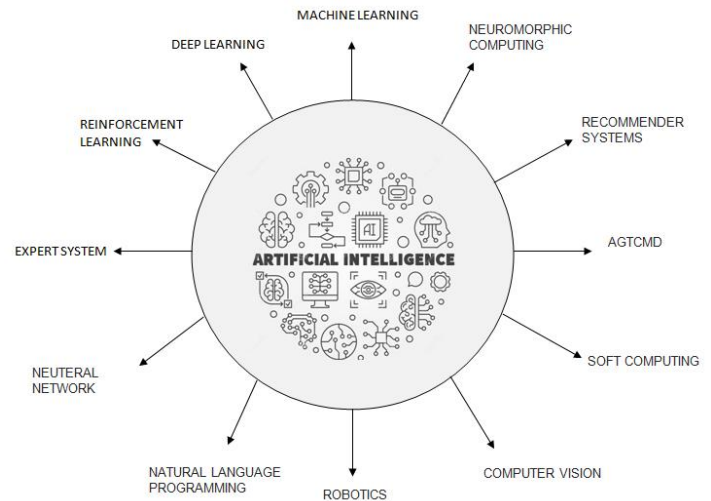 MACHINE LEARNING
NEUROMORPHIC
COMPUTING
DEEP LEARNING
REINFORCEMENT
LEARNING
RECOMMENDER
SYSTEMS
AI
EXPERT SYSTEM
ARTIFICIAL INTELLIGENCE
AGTCMD
NEUTERAL
NETWORK
SOFT COMPUTING
NATURAL LANGUAGE
PROGRAMMING
ROBOTICS
COMPUTER VISION